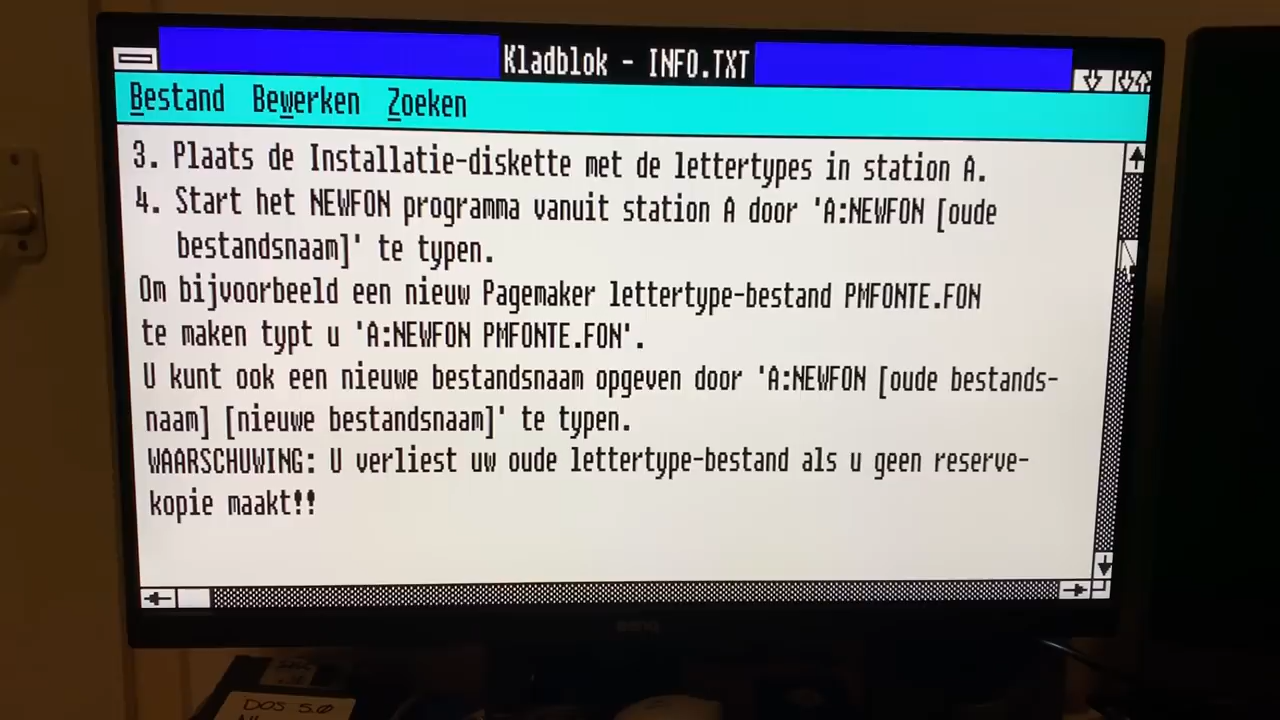 Kladblok - INFO.TXT
Bestand Bewerken Zoeken
3. Plaats de Installatie-diskette met de lettertypes in station A.
4. Start het NEWFON programma vanuit station A door 'A:NEWFON [oude
bestandsnaam]' te typen.
Om bijvoorbeeld een nieuw Pagemaker lettertype-bestand PMFONTE.FON
te maken typt u 'A:NEWFON PMFONTE.FON'.
U kunt ook een nieuwe bestandsnaam opgeven door 'A:NEWFON [oude bestands-
naam] [nieuwe bestandsnaam]' te typen.
WAARSCHUWING: U verliest uw oude lettertype-bestand als u geen reserve-
kopie maakt!!
BenQ
DOS 5.0